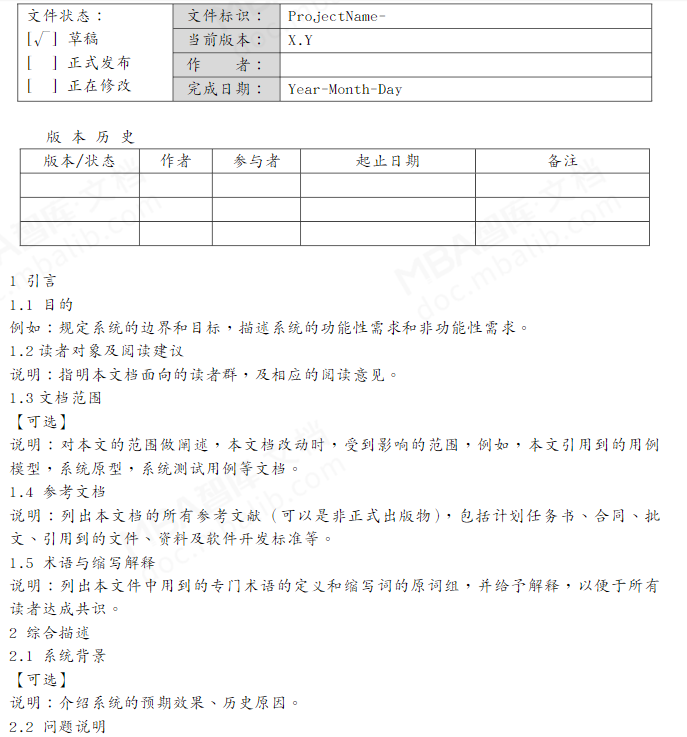 文件状态：
[√] 草稿
[  ] 正式发布
[  ] 正在修改
文件标识： ProjectName-
当前版本： X.Y
作    者：
完成日期： Year-Month-Day
版 本 历 史
版本/状态 作者 参与者 起止日期 备注
1 引言
1.1 目的
例如：规定系统的边界和目标，描述系统的功能性需求和非功能性需求。
1.2读者对象及阅读建议
说明：指明本文档面向的读者群，及相应的阅读意见。
1.3文档范围
【可选】
说明：对本文的范围做阐述，本文档改动时，受到影响的范围，例如，本文引用到的用例
模型，系统原型，系统测试用例等文档。
1.4 参考文档
说明：列出本文档的所有参考文献（可以是非正式出版物），包括计划任务书、合同、批
文、引用到的文件、资料及软件开发标准等。
1.5 术语与缩写解释
说明：列出本文件中用到的专门术语的定义和缩写词的原词组，并给予解释，以便于所有
读者达成共识。
2 综合描述
2.1 系统背景
【可选】
说明：介绍系统的预期效果、历史原因。
2.2 问题说明
MBA智库·文档
doc.mbalib.com